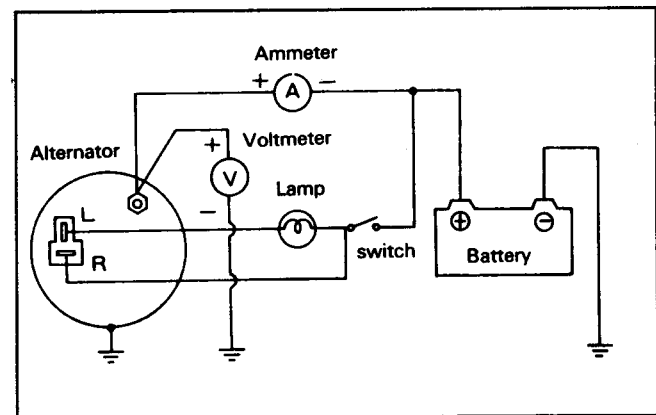 Ammeter
+ A −
Alternator
+ Voltmeter
V
Lamp
L
−
R
switch
+ −
Battery